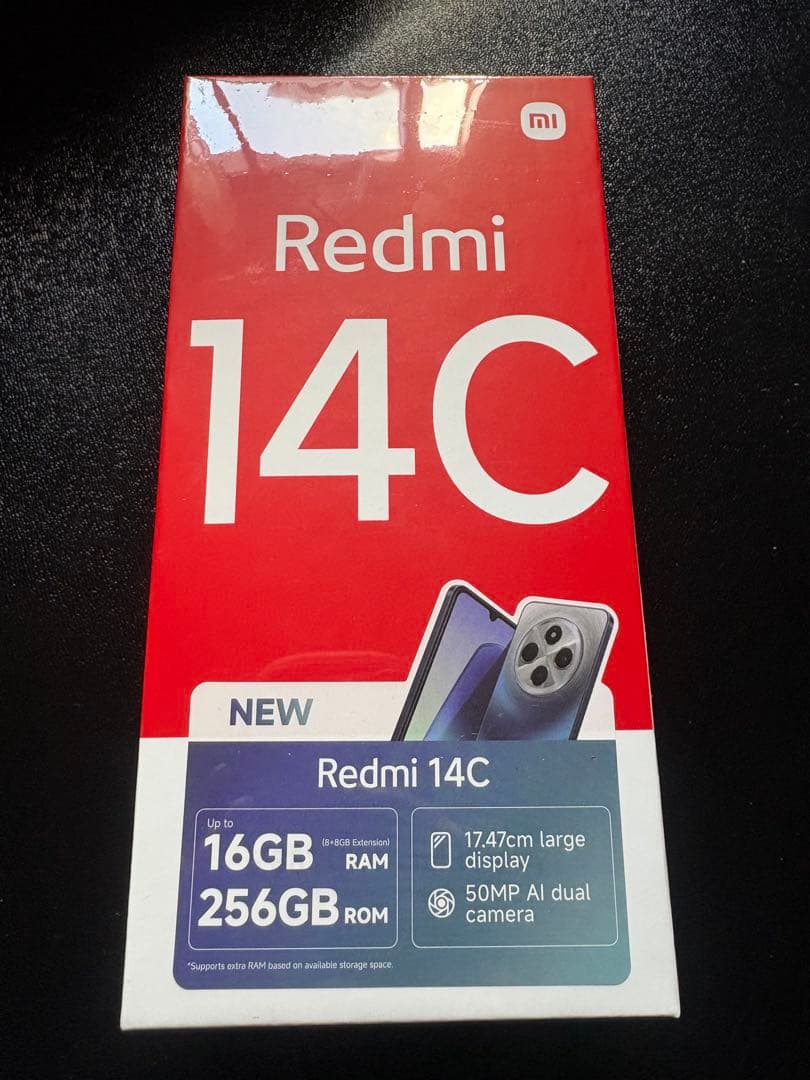 mi
Redmi
14C
NEW
Redmi 14C
Up to
16GB (8+8GB Extension) RAM
256GB ROM
17.47cm large
display
50MP AI dual
camera
*Supports extra RAM based on available storage space.